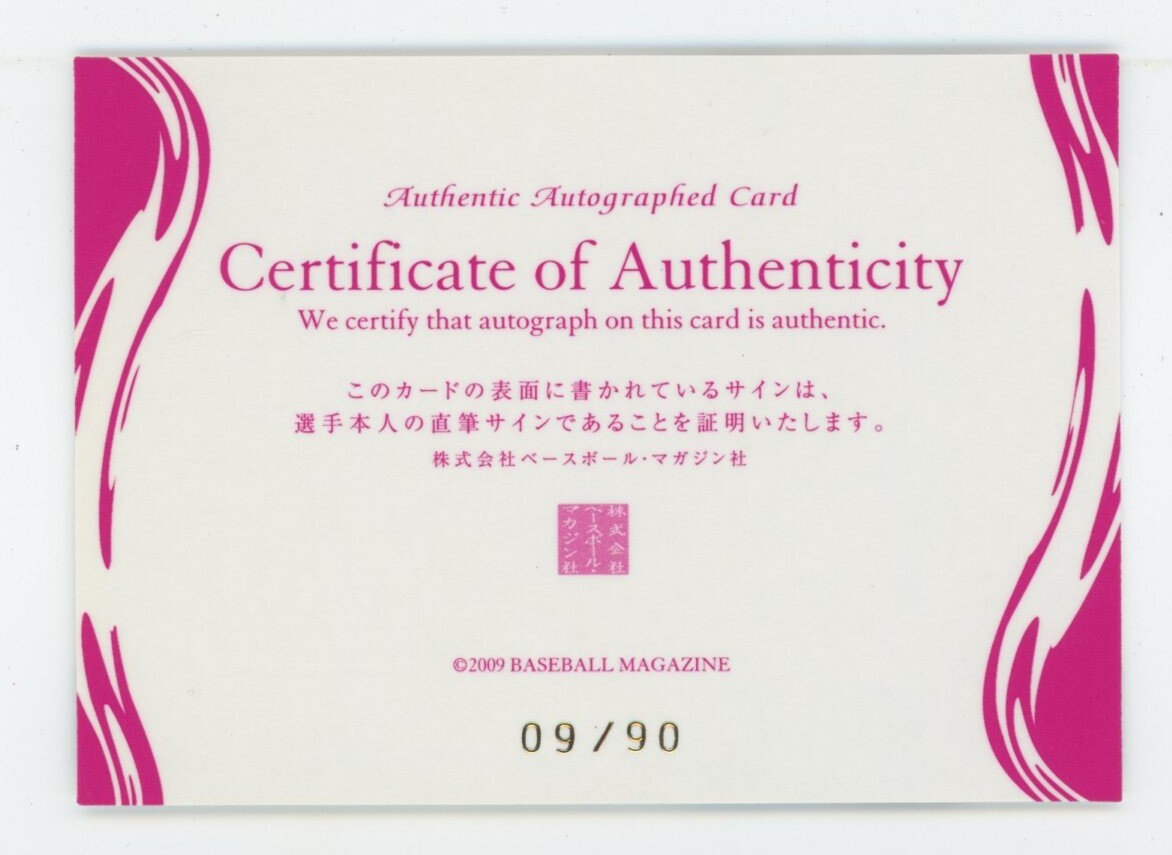 Authentic Autographed Card
Certificate of Authenticity
We certify that autograph on this card is authentic.
このカードの表面に書かれているサインは、
選手本人の直筆サインであることを証明いたします。
株式会社ベースボール・マガジン社
株式会社
ベースボール・
マガジン社
©2009 BASEBALL MAGAZINE
09/90